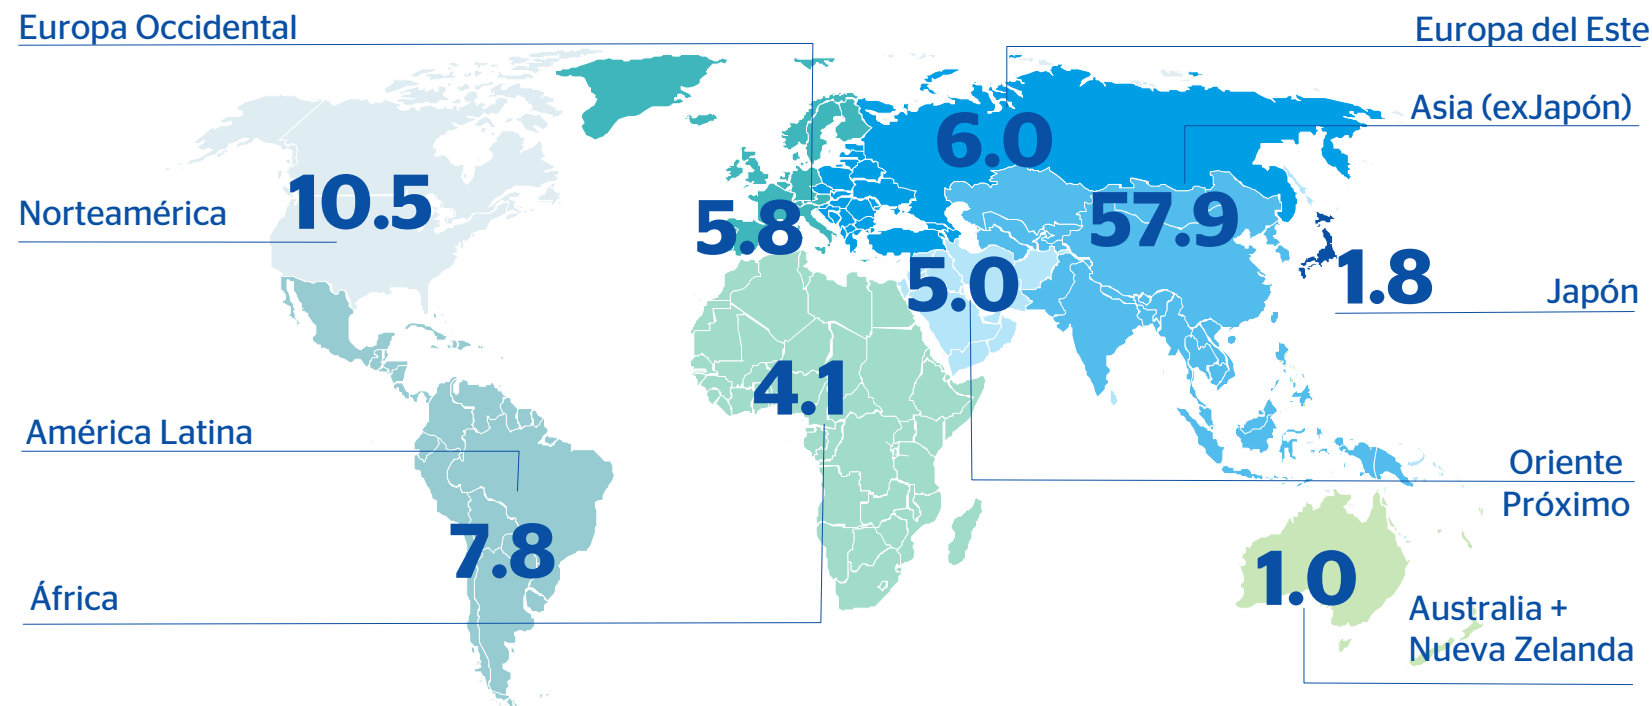 Europa Occidental
Europa del Este
Asia (exJapón)
6.0
10.5
Norteamérica
57.9
5.8
5.0
1.8
Japón
4.1
América Latina
Oriente
Próximo
7.8
1.0
África
Australia +
Nueva Zelanda